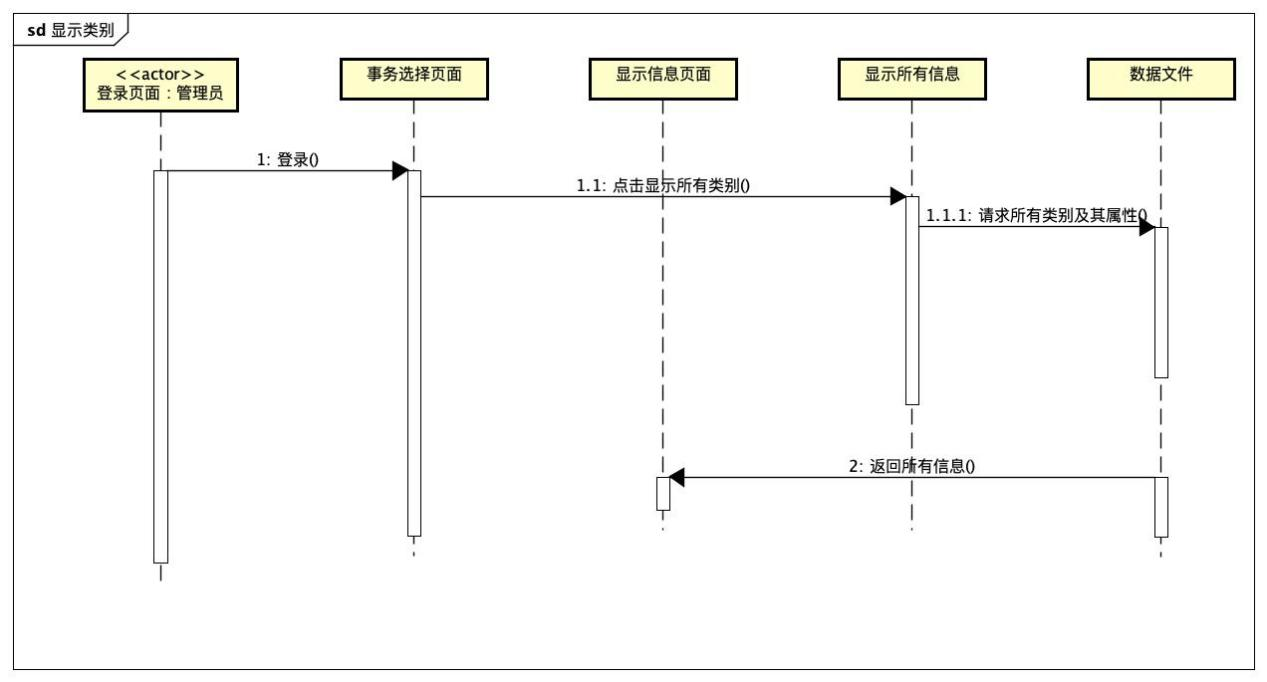 sd 显示类别
<<actor>>
登录页面：管理员
事务选择页面
显示信息页面
显示所有信息
数据文件
1: 登录()
1.1: 点击显示所有类别()
1.1.1: 请求所有类别及其属性()
2: 返回所有信息()